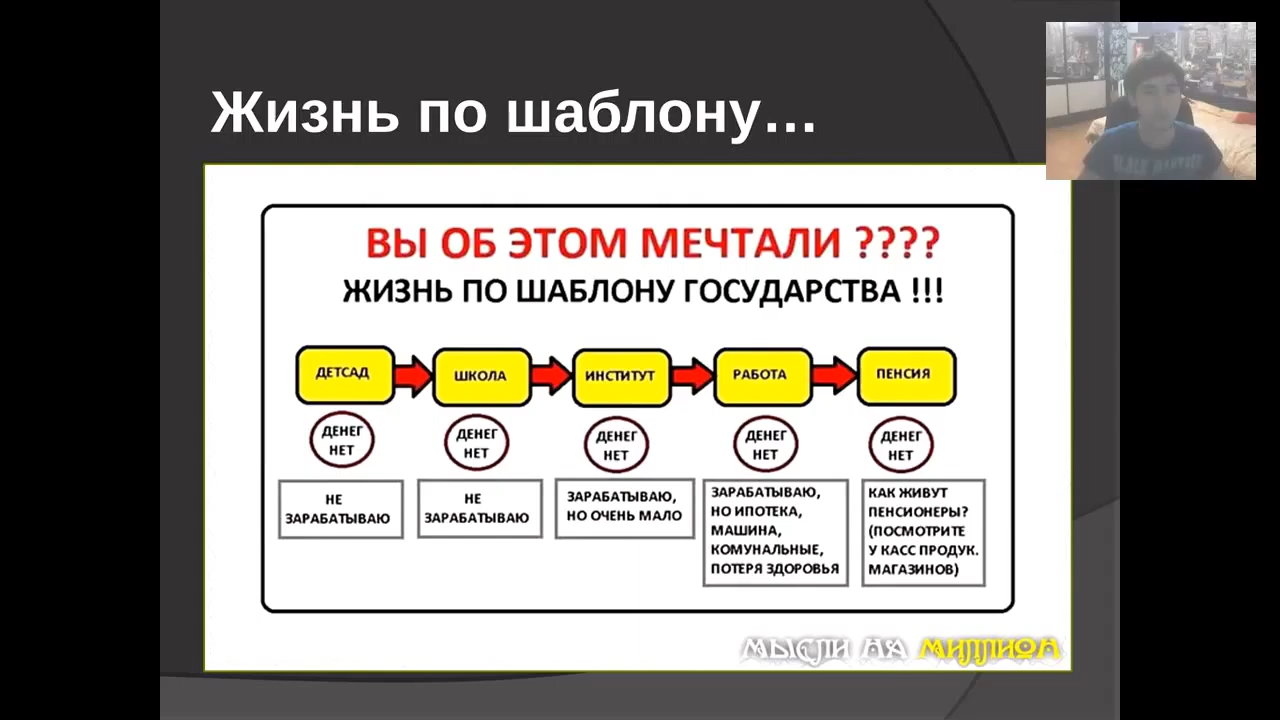 Жизнь по шаблону...
ВЫ ОБ ЭТОМ МЕЧТАЛИ ????
ЖИЗНЬ ПО ШАБЛОНУ ГОСУДАРСТВА !!!
ДЕТСАД
ШКОЛА
ИНСТИТУТ
РАБОТА
ПЕНСИЯ
ДЕНЕГ
НЕТ
ДЕНЕГ
НЕТ
ДЕНЕГ
НЕТ
ДЕНЕГ
НЕТ
ДЕНЕГ
НЕТ
НЕ
ЗАРАБАТЫВАЮ
НЕ
ЗАРАБАТЫВАЮ
ЗАРАБАТЫВАЮ,
НО ОЧЕНЬ МАЛО
ЗАРАБАТЫВАЮ,
НО ИПОТЕКА,
МАШИНА,
КОМУНАЛЬНЫЕ,
ПОТЕРЯ ЗДОРОВЬЯ
КАК ЖИВУТ
ПЕНСИОНЕРЫ?
(ПОСМОТРИТЕ
У КАСС ПРОДУК.
МАГАЗИНОВ)
МЫСЛИ НА МИЛЛИОН